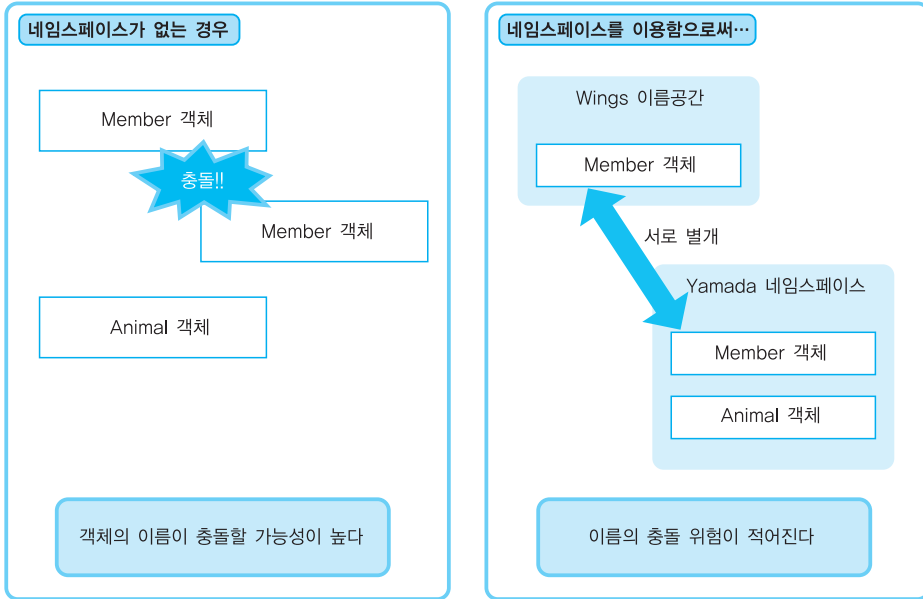 네임스페이스가 없는 경우
Member 객체
충돌!!
Member 객체
Animal 객체
객체의 이름이 충돌할 가능성이 높다
네임스페이스를 이용함으로써…
Wings 이름공간
Member 객체
서로 별개
Yamada 네임스페이스
Member 객체
Animal 객체
이름의 충돌 위험이 적어진다